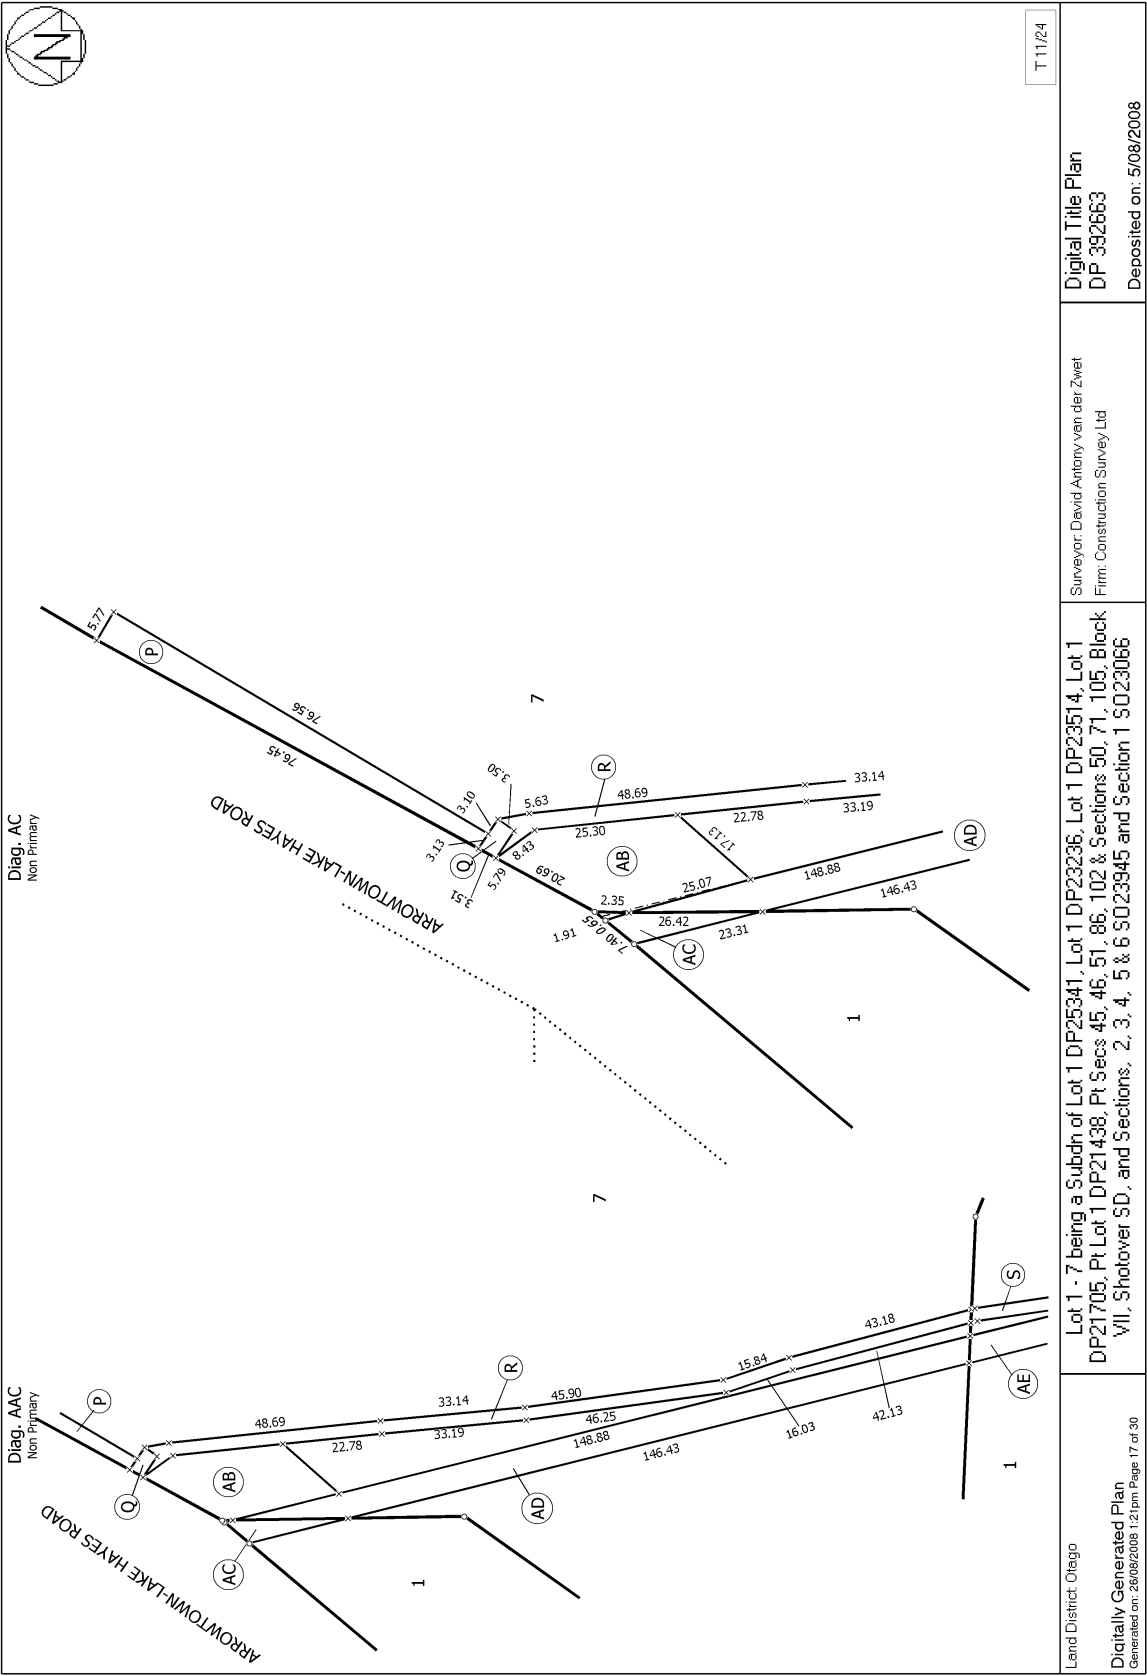 Diag. AAC
Non Primary
ARROWTOWN-LAKE HAYES ROAD
P
Q
R
S
AB
AC
AD
AE
1
1
7
48.69
33.14
45.90
15.84
43.18
22.78
33.19
46.25
148.88
146.43
16.03
42.13
Diag. AC
Non Primary
ARROWTOWN-LAKE HAYES ROAD
P
Q
R
AB
AC
AD
1
7
5.77
76.56
76.45
3.10
3.50
3.13
3.51
5.79
8.43
5.63
48.69
33.14
25.30
22.78
33.19
17.13
20.69
2.35
0.65
7.40
1.91
25.07
26.42
23.31
148.88
146.43
N
T 11/24
Land District: Otago
Digitally Generated Plan
Generated on: 26/08/2008 1:21pm Page 17 of 30
Lot 1 - 7 being a Subdn of Lot 1 DP25341, Lot 1 DP23236, Lot 1 DP23514, Lot 1
DP21705, Pt Lot 1 DP21438, Pt Secs 45, 46, 51, 86, 102 & Sections 50, 71, 105, Block
VII, Shotover SD, and Sections, 2, 3, 4, 5 & 6 SO23945 and Section 1 SO23066
Surveyor: David Antony van der Zwet
Firm: Construction Survey Ltd
Digital Title Plan
DP 392663
Deposited on: 5/08/2008